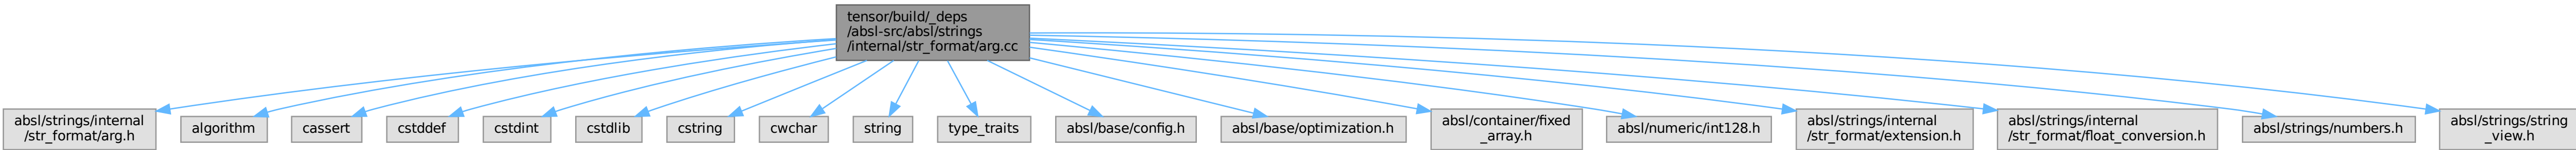 tensor/build/_deps
/absl-src/absl/strings
/internal/str_format/arg.cc
absl/strings/internal
/str_format/arg.h
algorithm
cassert
cstddef
cstdint
cstdlib
cstring
cwchar
string
type_traits
absl/base/config.h
absl/base/optimization.h
absl/container/fixed
_array.h
absl/numeric/int128.h
absl/strings/internal
/str_format/extension.h
absl/strings/internal
/str_format/float_conversion.h
absl/strings/numbers.h
absl/strings/string
_view.h